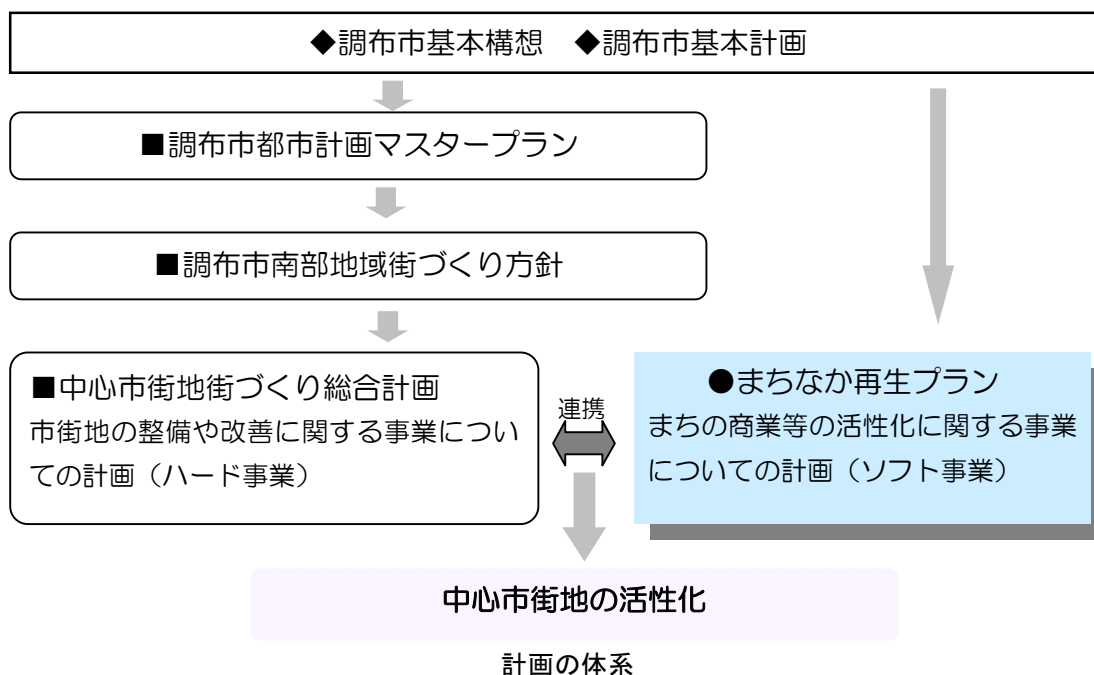 ◆調布市基本構想　◆調布市基本計画
■調布市都市計画マスタープラン
■調布市南部地域街づくり方針
■中心市街地街づくり総合計画
市街地の整備や改善に関する事業につい
ての計画（ハード事業）
連携
●まちなか再生プラン
まちの商業等の活性化に関する事業
についての計画（ソフト事業）
中心市街地の活性化
計画の体系